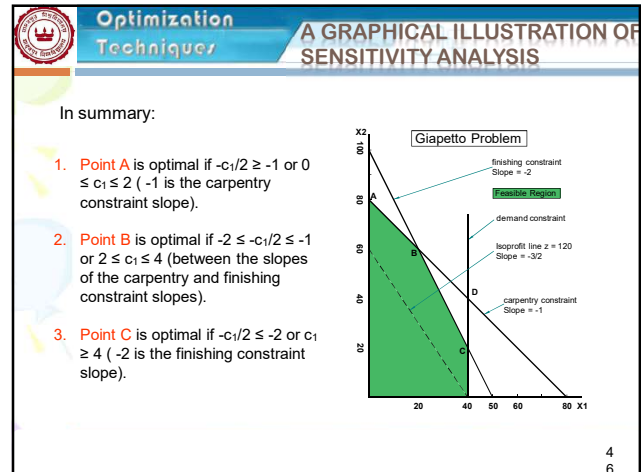 Optimization
Techniques
A GRAPHICAL ILLUSTRATION OF
SENSITIVITY ANALYSIS
In summary:
1. Point A is optimal if -c₁/2 ≥ -1 or 0
≤ c₁ ≤ 2 ( -1 is the carpentry
constraint slope).
2. Point B is optimal if -2 ≤ -c₁/2 ≤ -1
or 2 ≤ c₁ ≤ 4 (between the slopes
of the carpentry and finishing
constraint slopes).
3. Point C is optimal if -c₁/2 ≤ -2 or c₁
≥ 4 ( -2 is the finishing constraint
slope).
X2
Giapetto Problem
100
finishing constraint
Slope = -2
Feasible Region
80
A
demand constraint
60
B
Isoprofit line z = 120
Slope = -3/2
40
D
carpentry constraint
Slope = -1
20
C
20 40 50 60 80 X1
4
6